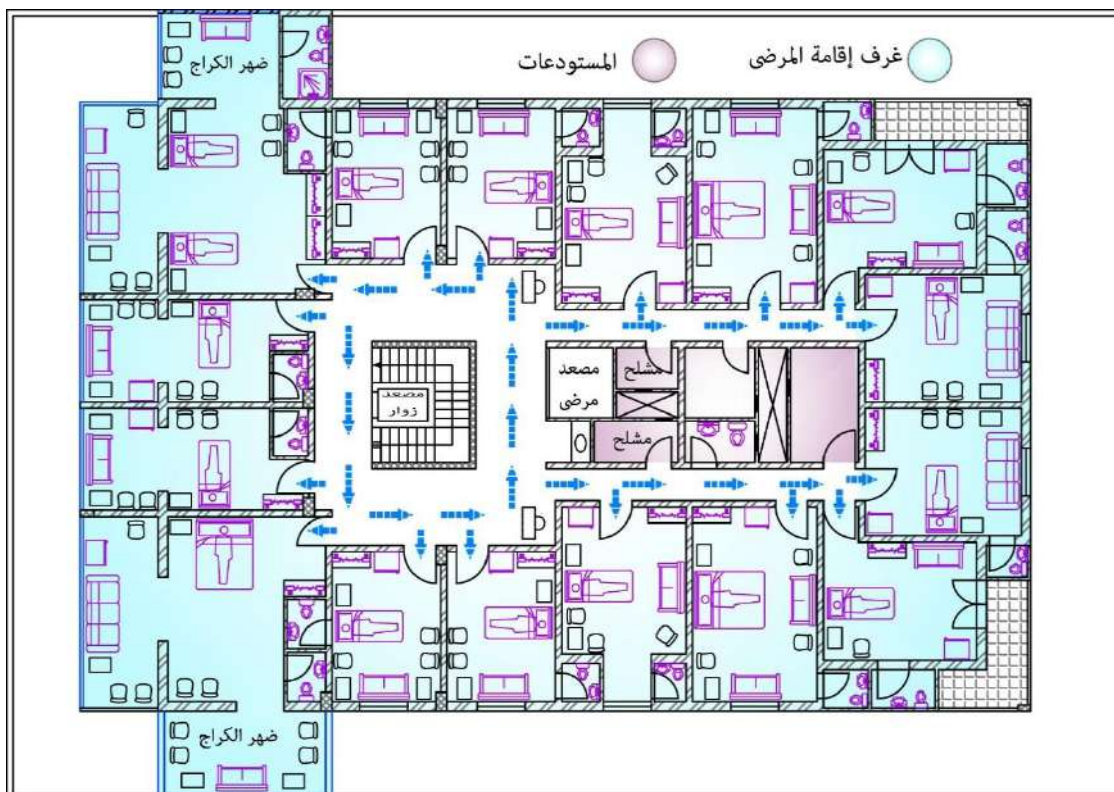 ضهر الكراج
المستودعات
غرف إقامة المرضى
مصعد
مرضى
مشلح
مصعد
زوار
مشلح
ضهر الكراج